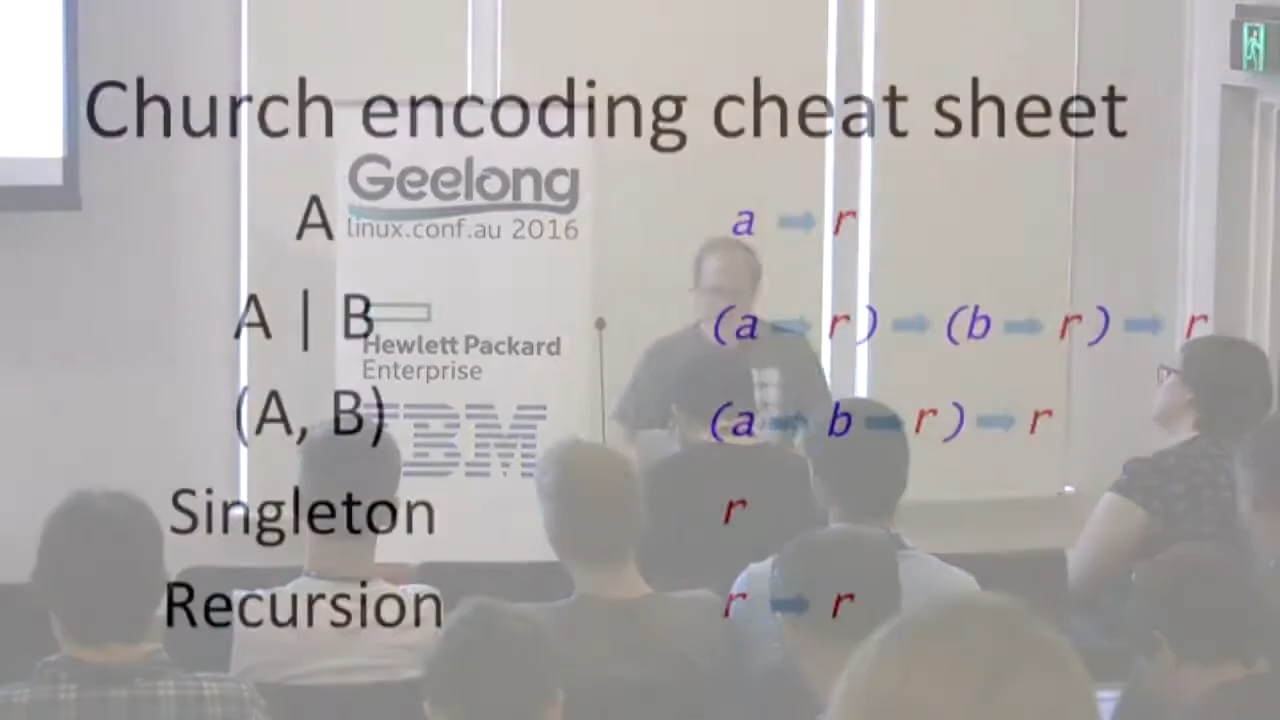 Church encoding cheat sheet
Geelong
linux.conf.au 2016
A a ➡ r
A | B (a ➡ r) ➡ (b ➡ r) ➡ r
Hewlett Packard
Enterprise
(A, B) (a ➡ b ➡ r) ➡ r
IBM
Singleton r
Recursion r ➡ r